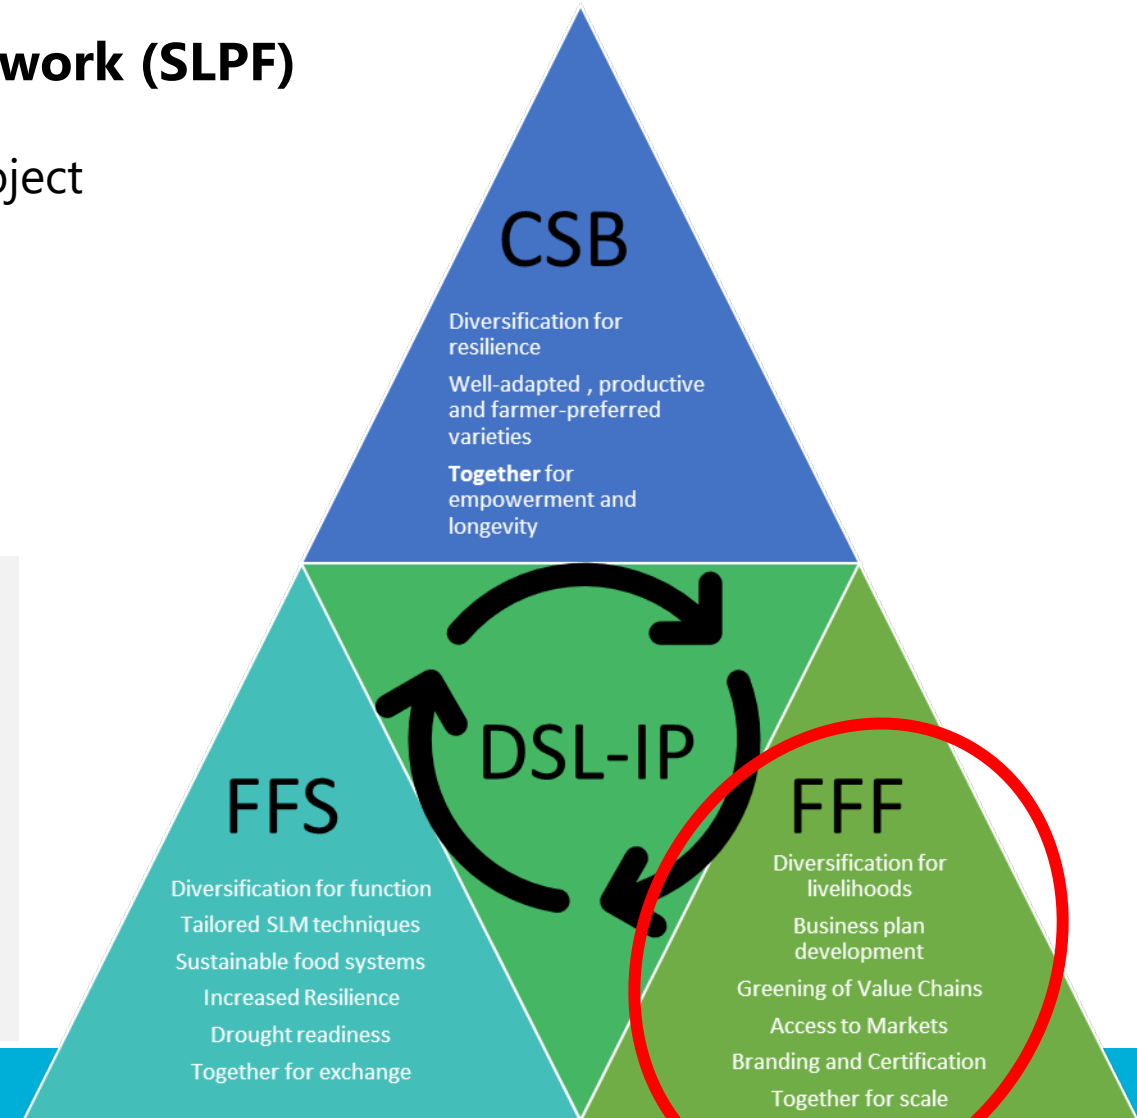 work (SLPF)
oject
CSB
Diversification for
resilience
Well-adapted , productive
and farmer-preferred
varieties
Together for
empowerment and
longevity
DSL-IP
FFS
Diversification for function
Tailored SLM techniques
Sustainable food systems
Increased Resilience
Drought readiness
Together for exchange
FFF
Diversification for
livelihoods
Business plan
development
Greening of Value Chains
Access to Markets
Branding and Certification
Together for scale